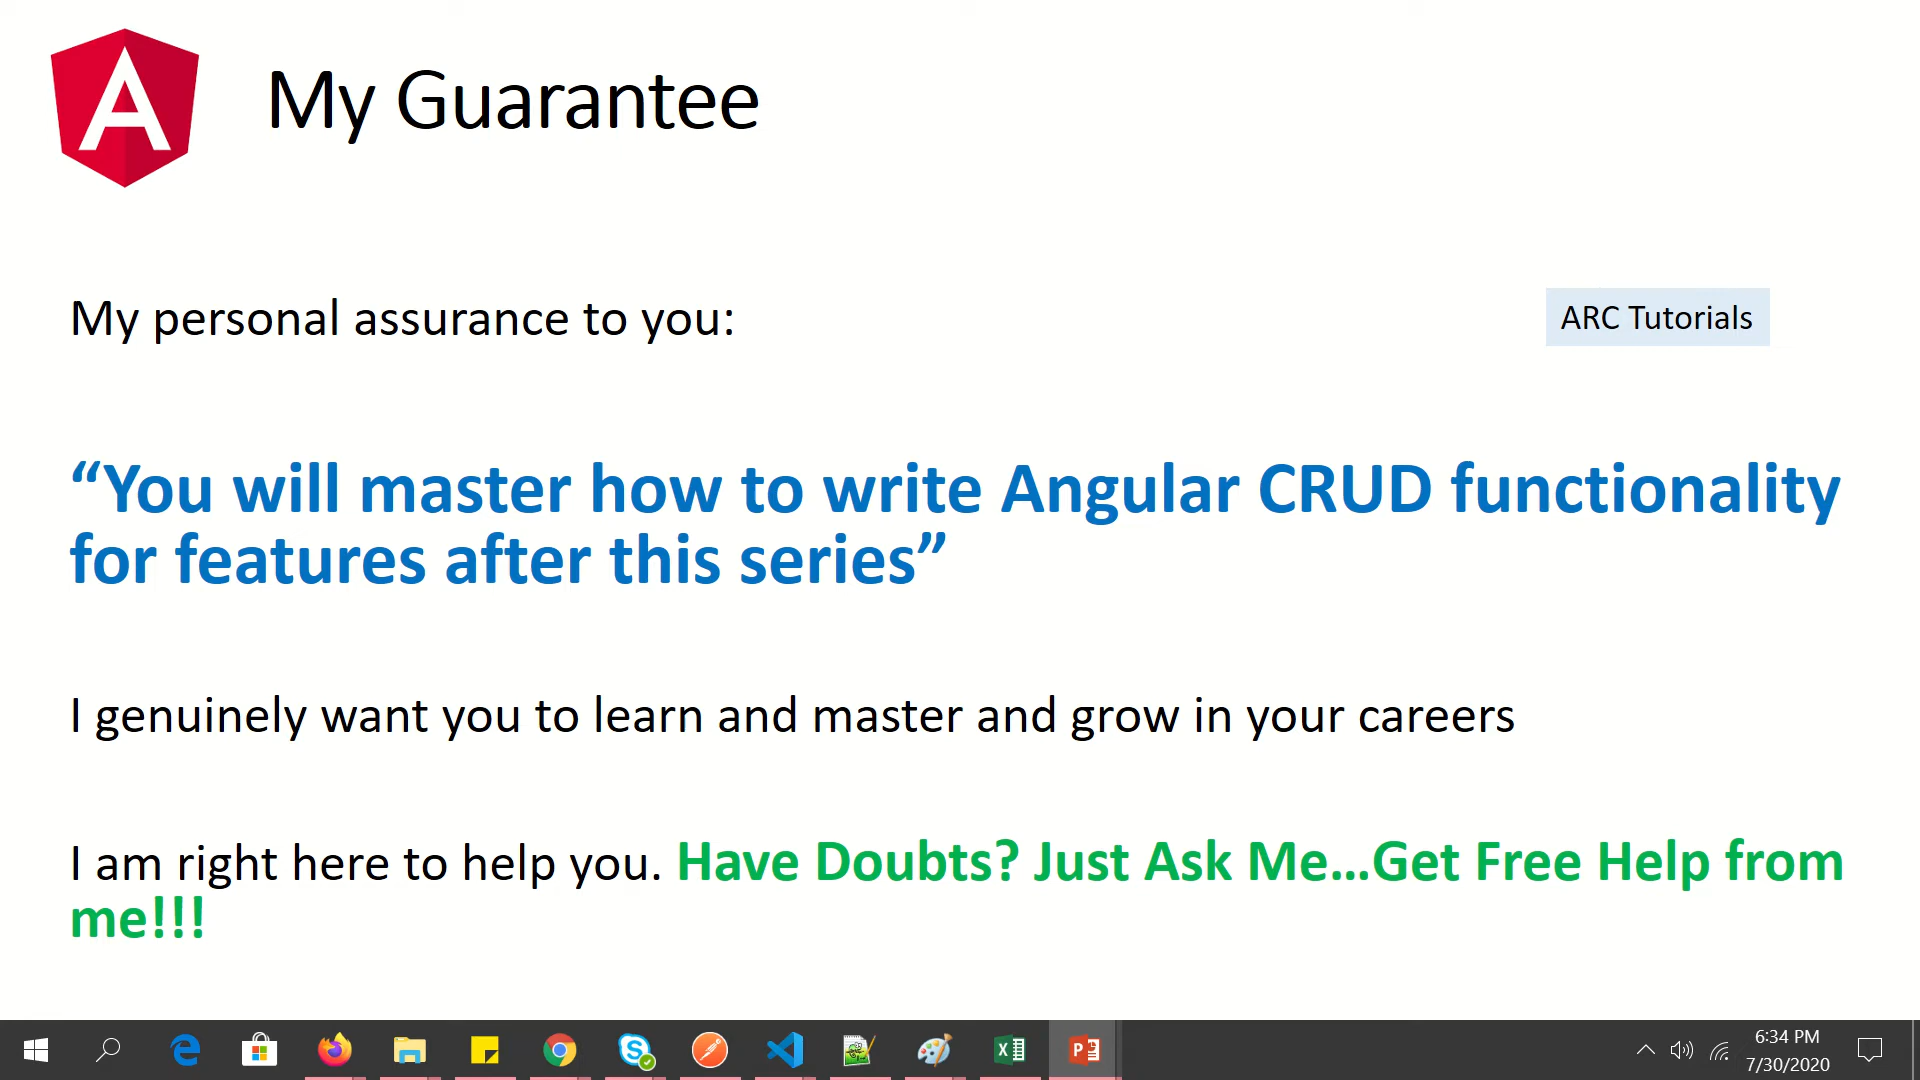 My Guarantee
My personal assurance to you:
ARC Tutorials
“You will master how to write Angular CRUD functionality
for features after this series”
I genuinely want you to learn and master and grow in your careers
I am right here to help you. Have Doubts? Just Ask Me...Get Free Help from
me!!!
6:34 PM
7/30/2020